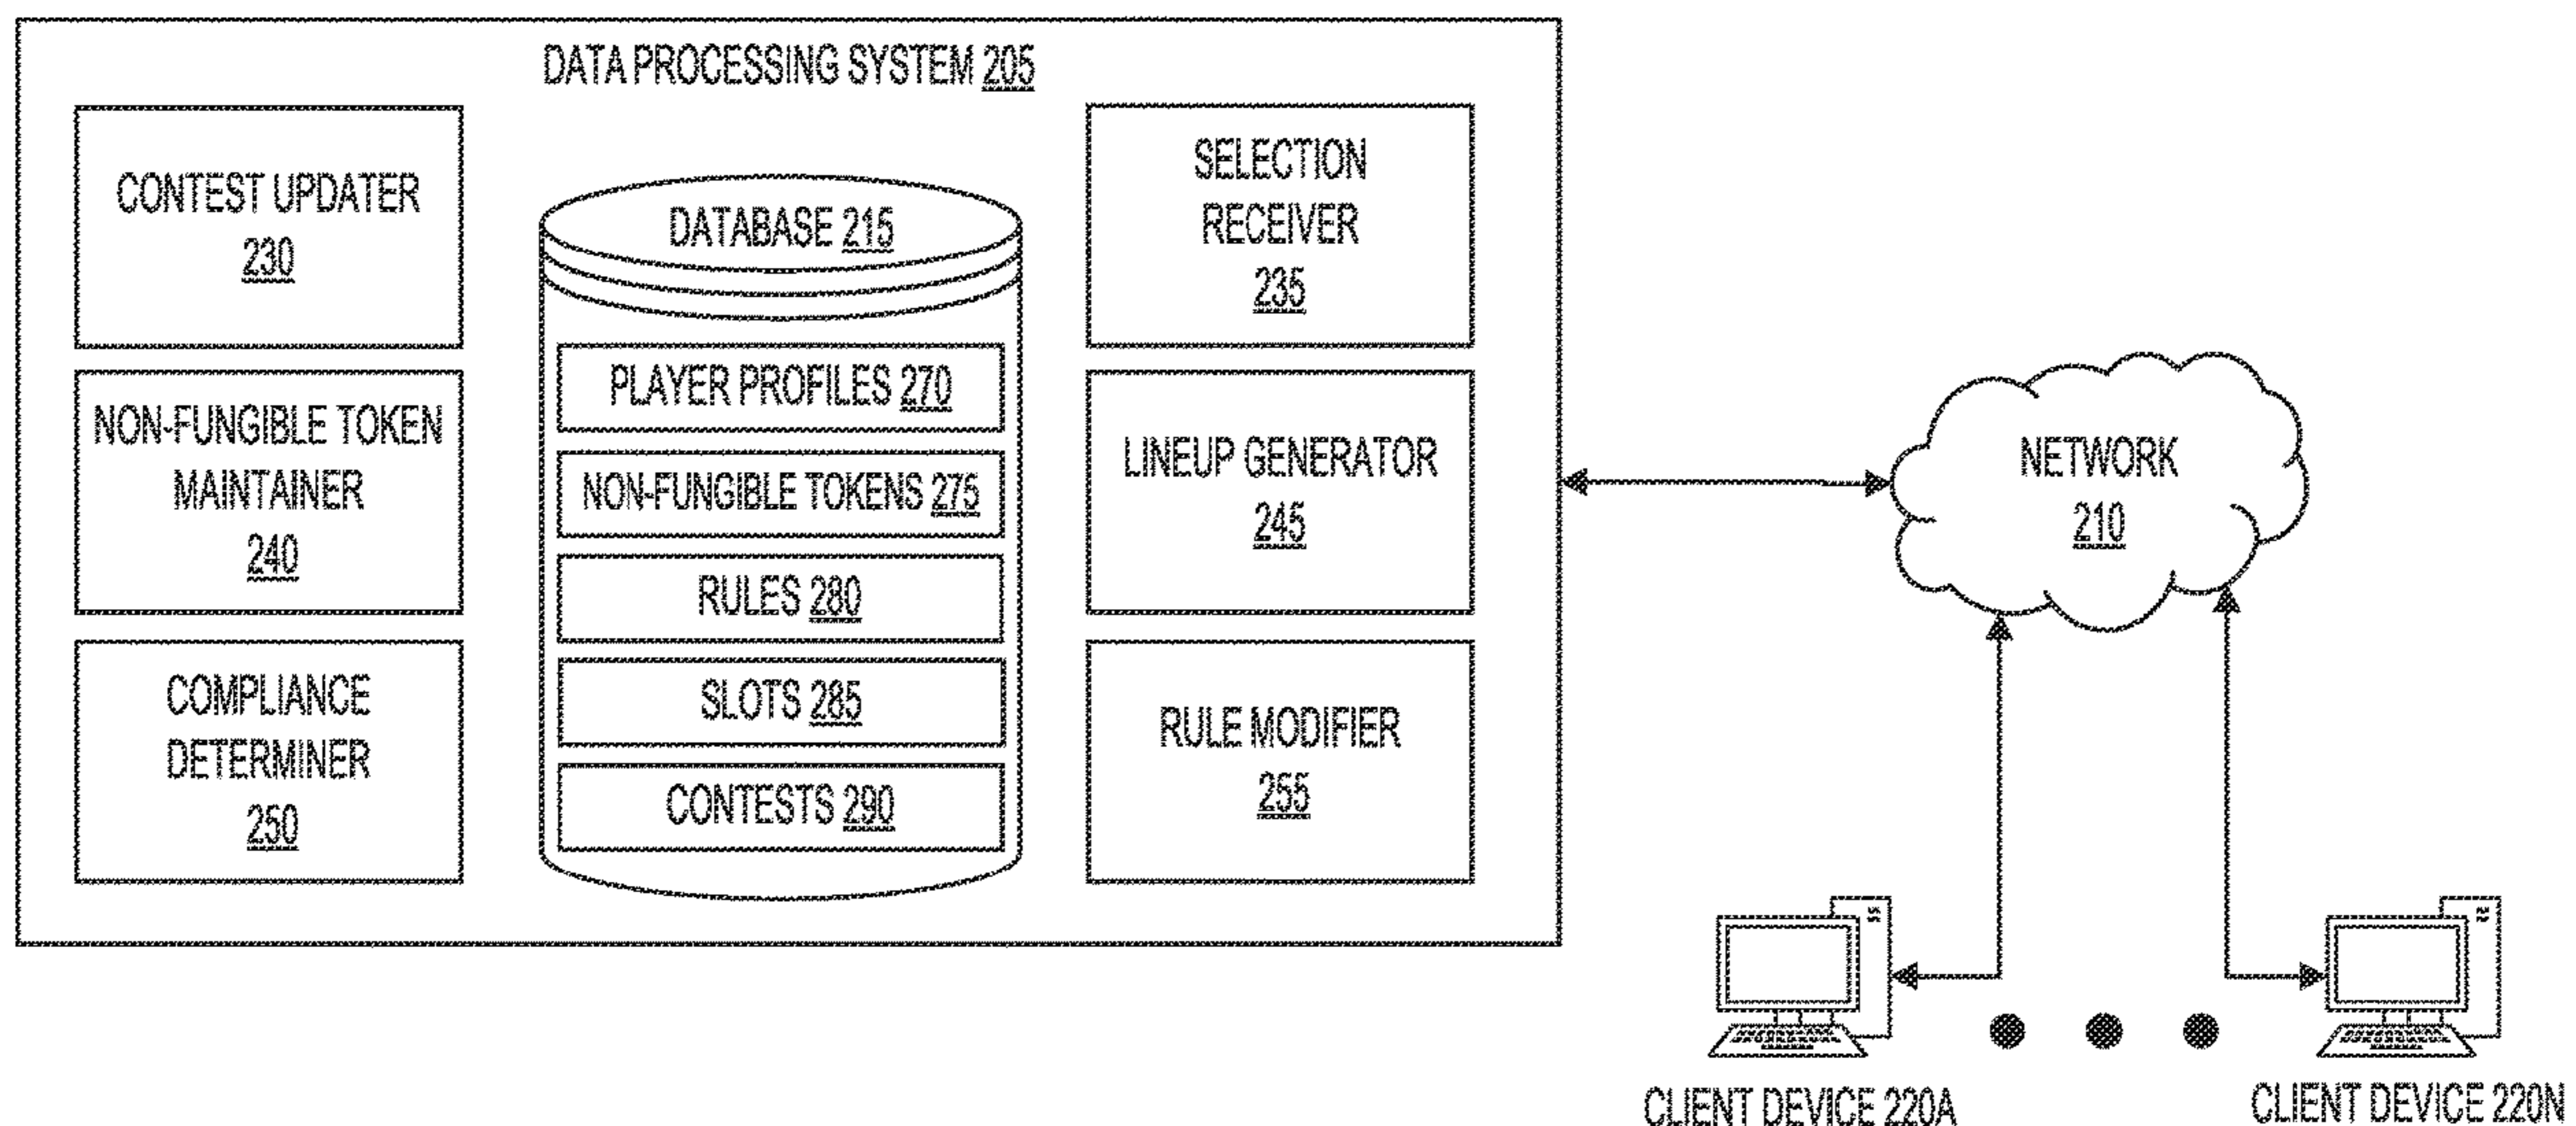 DATA PROCESSING SYSTEM 205
CONTEST UPDATER
230
NON-FUNGIBLE TOKEN
MAINTAINER
240
COMPLIANCE
DETERMINER
250
DATABASE 215
PLAYER PROFILES 270
NON-FUNGIBLE TOKENS 275
RULES 280
SLOTS 285
CONTESTS 290
SELECTION
RECEIVER
235
LINEUP GENERATOR
245
RULE MODIFIER
255
NETWORK
210
CLIENT DEVICE 220A
CLIENT DEVICE 220N